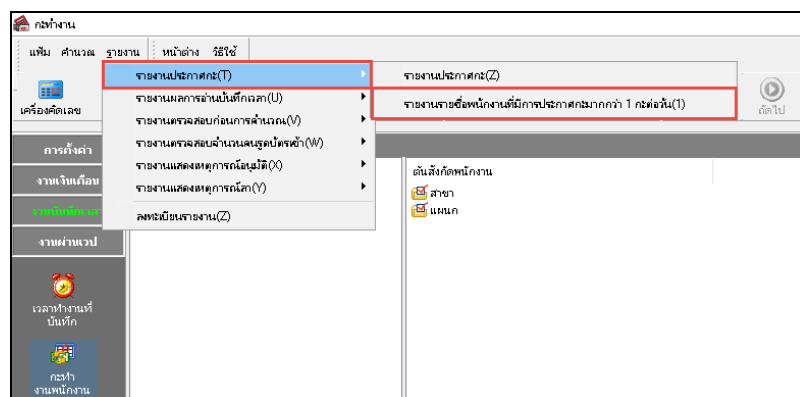 กะทำงาน
แฟ้ม คำนวณ รายงาน หน้าต่าง วิธีใช้
เครื่องคิดเลข
ถัดไป
รายงานประกาศกะ(T)
รายงานผลการอ่านบันทึกเวลา(U)
รายงานตรวจสอบก่อนการคำนวณ(V)
รายงานตรวจสอบจำนวนคนรูดบัตรเข้า(W)
รายงานแสดงเหตุการณ์อนุมัติ(X)
รายงานแสดงเหตุการณ์ลา(Y)
ลงทะเบียนรายงาน(Z)
รายงานประกาศกะ(Z)
รายงานรายชื่อพนักงานที่มีการประกาศกะมากกว่า 1 กะต่อวัน(1)
การตั้งค่า
งานเงินเดือน
งานบันทึกเวลา
งานผ่านเวป
เวลาทำงานที่
บันทึก
กะทำ
งานพนักงาน
ต้นสังกัดพนักงาน
สาขา
แผนก